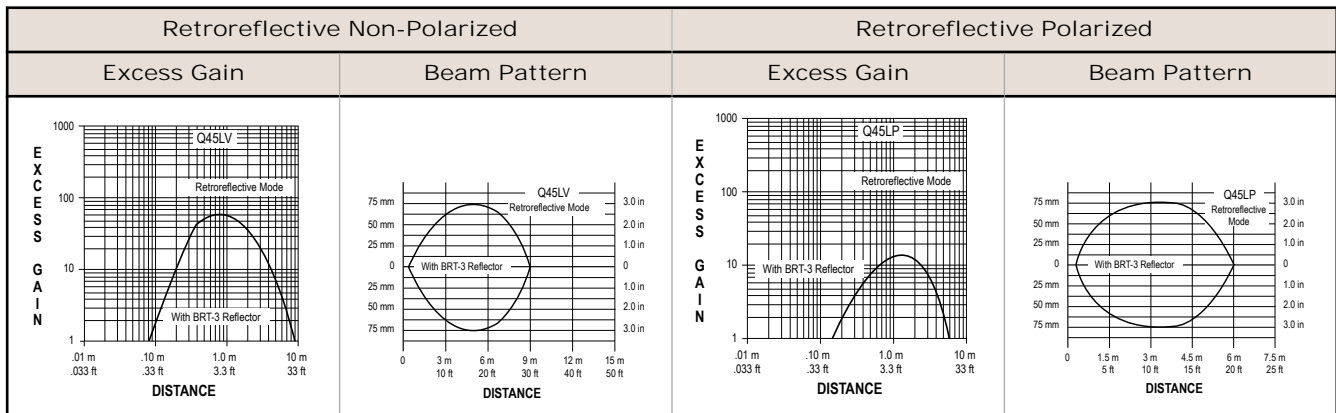 Retroreflective Non-Polarized
Retroreflective Polarized
Excess Gain
Beam Pattern
Excess Gain
Beam Pattern
1000
100
10
1
EXCESS GAIN
Q45LV
Retroreflective Mode
With BRT-3 Reflector
.01 m .10 m 1.0 m 10 m
.033 ft .33 ft 3.3 ft 33 ft
DISTANCE
75 mm
50 mm
25 mm
0
25 mm
50 mm
75 mm
Q45LV
Retroreflective Mode
With BRT-3 Reflector
3.0 in
2.0 in
1.0 in
0
1.0 in
2.0 in
3.0 in
0 3 m 6 m 9 m 12 m 15 m
10 ft 20 ft 30 ft 40 ft 50 ft
DISTANCE
1000
100
10
1
EXCESS GAIN
Q45LP
Retroreflective Mode
With BRT-3 Reflector
.01 m .10 m 1.0 m 10 m
.033 ft .33 ft 3.3 ft 33 ft
DISTANCE
75 mm
50 mm
25 mm
0
25 mm
50 mm
75 mm
Q45LP
Retroreflective
Mode
With BRT-3 Reflector
3.0 in
2.0 in
1.0 in
0
1.0 in
2.0 in
3.0 in
0 1.5 m 3 m 4.5 m 6 m 7.5 m
5 ft 10 ft 15 ft 20 ft 25 ft
DISTANCE